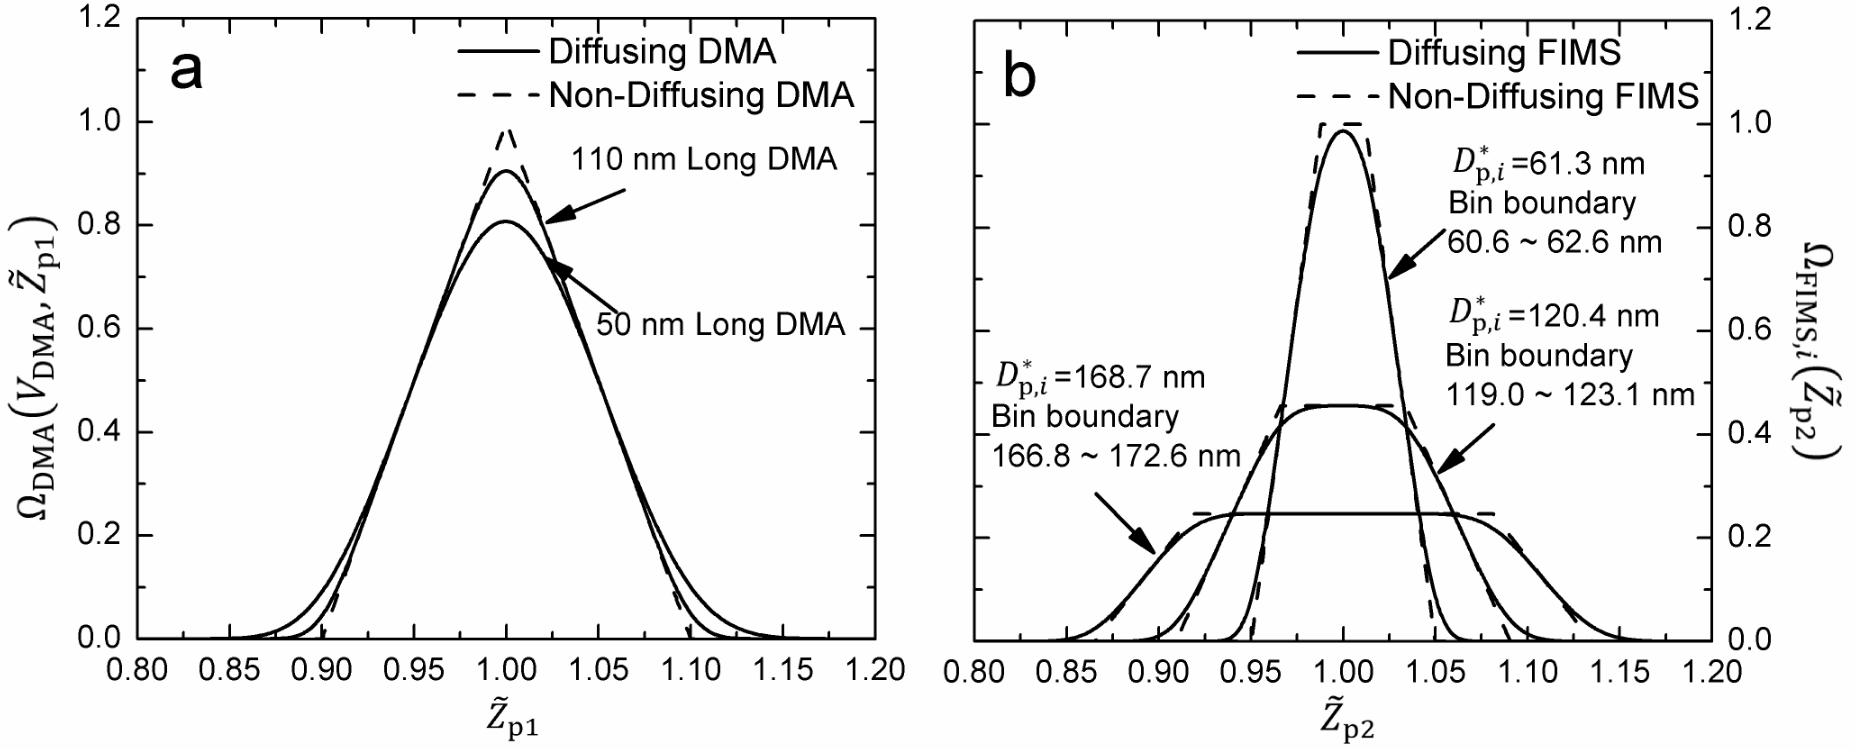 a
Diffusing DMA
Non-Diffusing DMA
110 nm Long DMA
50 nm Long DMA
Ω_DMA(V_DMA, Z̃_p1)
1.2
1.0
0.8
0.6
0.4
0.2
0.0
0.80 0.85 0.90 0.95 1.00 1.05 1.10 1.15 1.20
Z̃_p1
b
Diffusing FIMS
Non-Diffusing FIMS
D*_p,i=61.3 nm
Bin boundary
60.6 ~ 62.6 nm
D*_p,i=120.4 nm
Bin boundary
119.0 ~ 123.1 nm
D*_p,i=168.7 nm
Bin boundary
166.8 ~ 172.6 nm
1.2
1.0
0.8
0.6
0.4
0.2
0.0
Ω_FIMS,i(Z̃_p2)
0.80 0.85 0.90 0.95 1.00 1.05 1.10 1.15 1.20
Z̃_p2